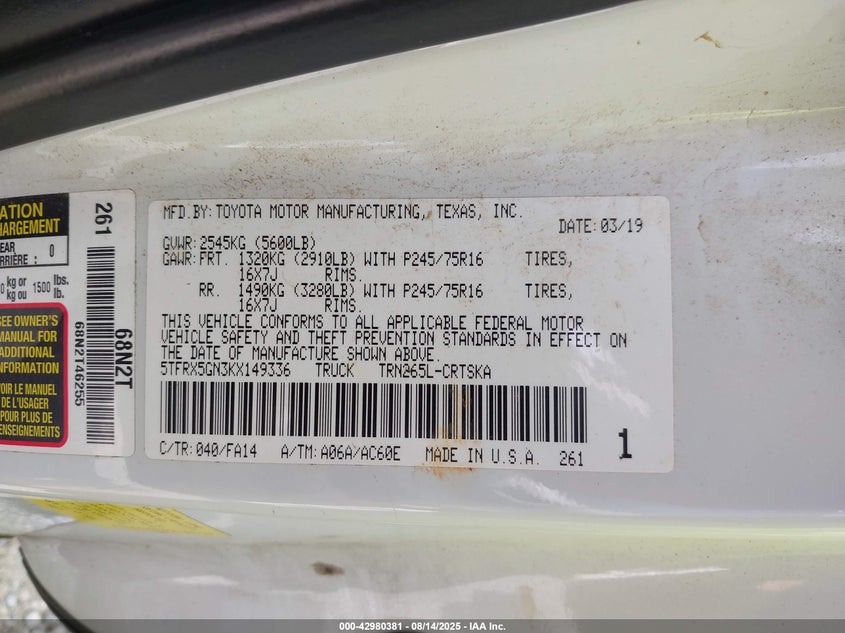 ATION
HARGEMENT
EAR
RRIÈRE : 0
0 kg or
kg ou 1500 lbs.
lb.
SEE OWNER'S
MANUAL FOR
ADDITIONAL
INFORMATION
VOIR LE MANUEL
DE L'USAGER
POUR PLUS DE
RENSEIGNEMENTS
261
68N2T46255
68N2T
MFD.BY: TOYOTA MOTOR MANUFACTURING, TEXAS, INC.
DATE: 03/19
GVWR: 2545KG (5600LB)
GAWR: FRT. 1320KG (2910LB) WITH P245/75R16 TIRES,
16X7J RIMS.
RR. 1490KG (3280LB) WITH P245/75R16 TIRES,
16X7J RIMS.
THIS VEHICLE CONFORMS TO ALL APPLICABLE FEDERAL MOTOR
VEHICLE SAFETY AND THEFT PREVENTION STANDARDS IN EFFECT ON
THE DATE OF MANUFACTURE SHOWN ABOVE.
5TFRX5GN3KX149336 TRUCK TRN265L-CRTSKA
C/TR: 040/FA14 A/TM: A06A/AC60E MADE IN U.S.A. 261 1
000-42980381 - 08/14/2025 - IAA Inc.